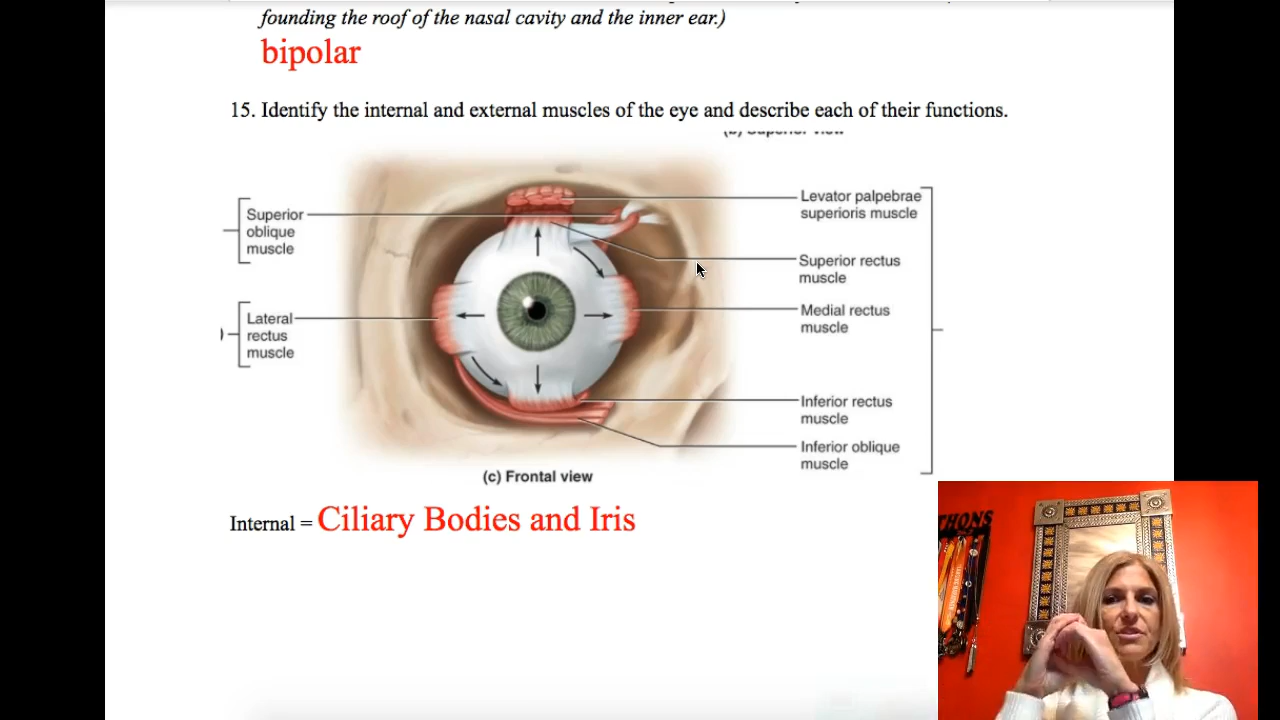 founding the roof of the nasal cavity and the inner ear.)
bipolar
15. Identify the internal and external muscles of the eye and describe each of their functions.
(b) Superior view
Superior
oblique
muscle
Lateral
rectus
muscle
Levator palpebrae
superioris muscle
Superior rectus
muscle
Medial rectus
muscle
Inferior rectus
muscle
Inferior oblique
muscle
(c) Frontal view
Internal = Ciliary Bodies and Iris
THONS